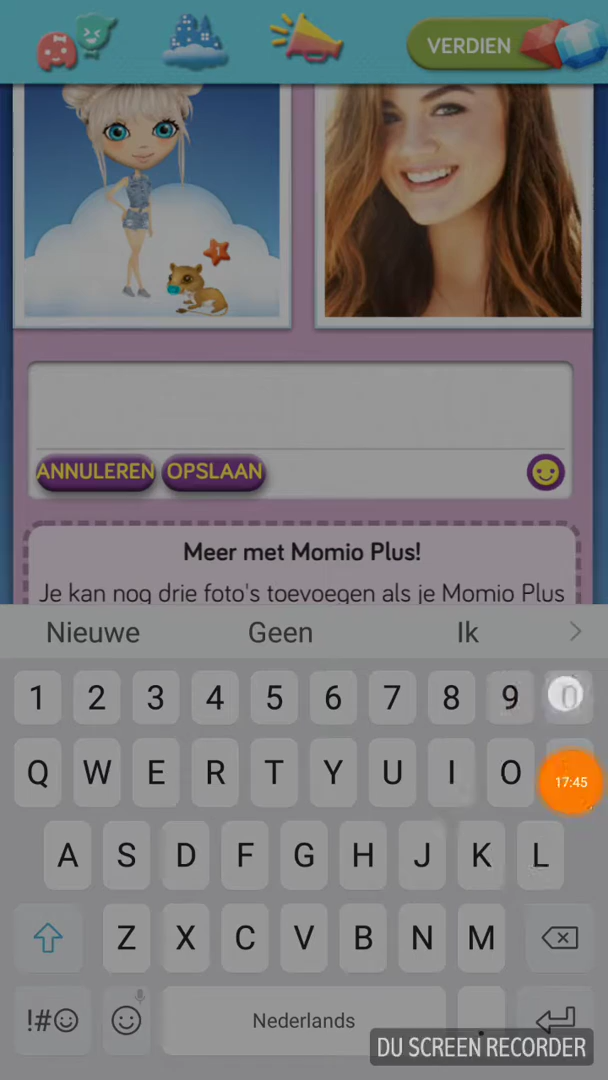 VERDIEN
1
ANNULEREN OPSLAAN
Meer met Momio Plus!
Je kan nog drie foto's toevoegen als je Momio Plus
Nieuwe Geen Ik
1 2 3 4 5 6 7 8 9 0
Q W E R T Y U I O
17:45
A S D F G H J K L
Z X C V B N M
!#☺ Nederlands .
DU SCREEN RECORDER